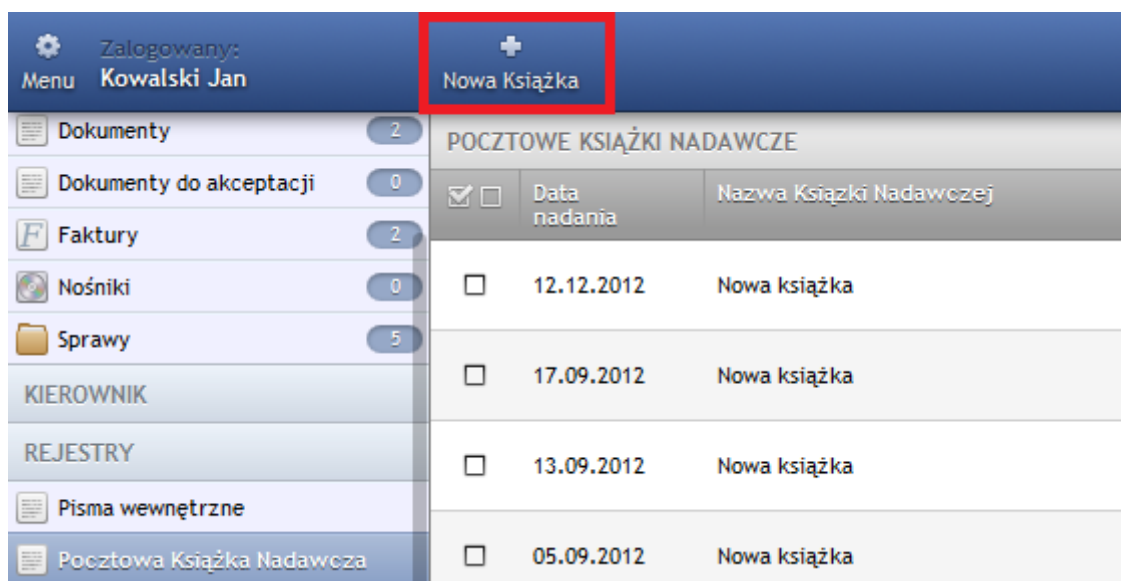 Zalogowany:
Menu Kowalski Jan
Nowa Książka
Dokumenty 2
Dokumenty do akceptacji 0
Faktury 2
Nośniki 0
Sprawy 5
KIEROWNIK
REJESTRY
Pisma wewnętrzne
Pocztowa Książka Nadawcza
POCZTOWE KSIĄŻKI NADAWCZE
Data Nazwa Ksiązki Nadawczej
nadania
12.12.2012 Nowa książka
17.09.2012 Nowa książka
13.09.2012 Nowa książka
05.09.2012 Nowa książka